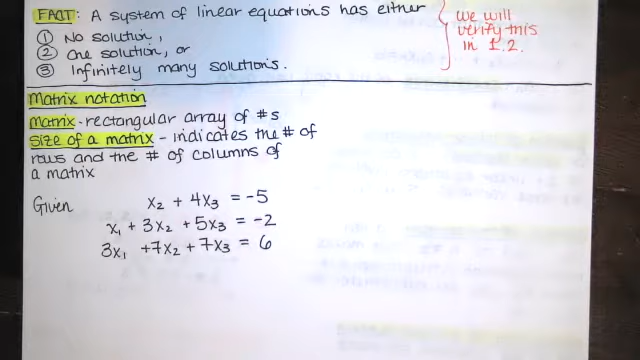 FACT: A system of linear equations has either
① No solution,
② One solution, or
③ Infinitely many solutions.
we will
verify this
in 1.2.
Matrix notation
matrix - rectangular array of #s
size of a matrix - indicates the # of
rows and the # of columns of
a matrix
Given
x₂ + 4x₃ = -5
x₁ + 3x₂ + 5x₃ = -2
3x₁ + 7x₂ + 7x₃ = 6